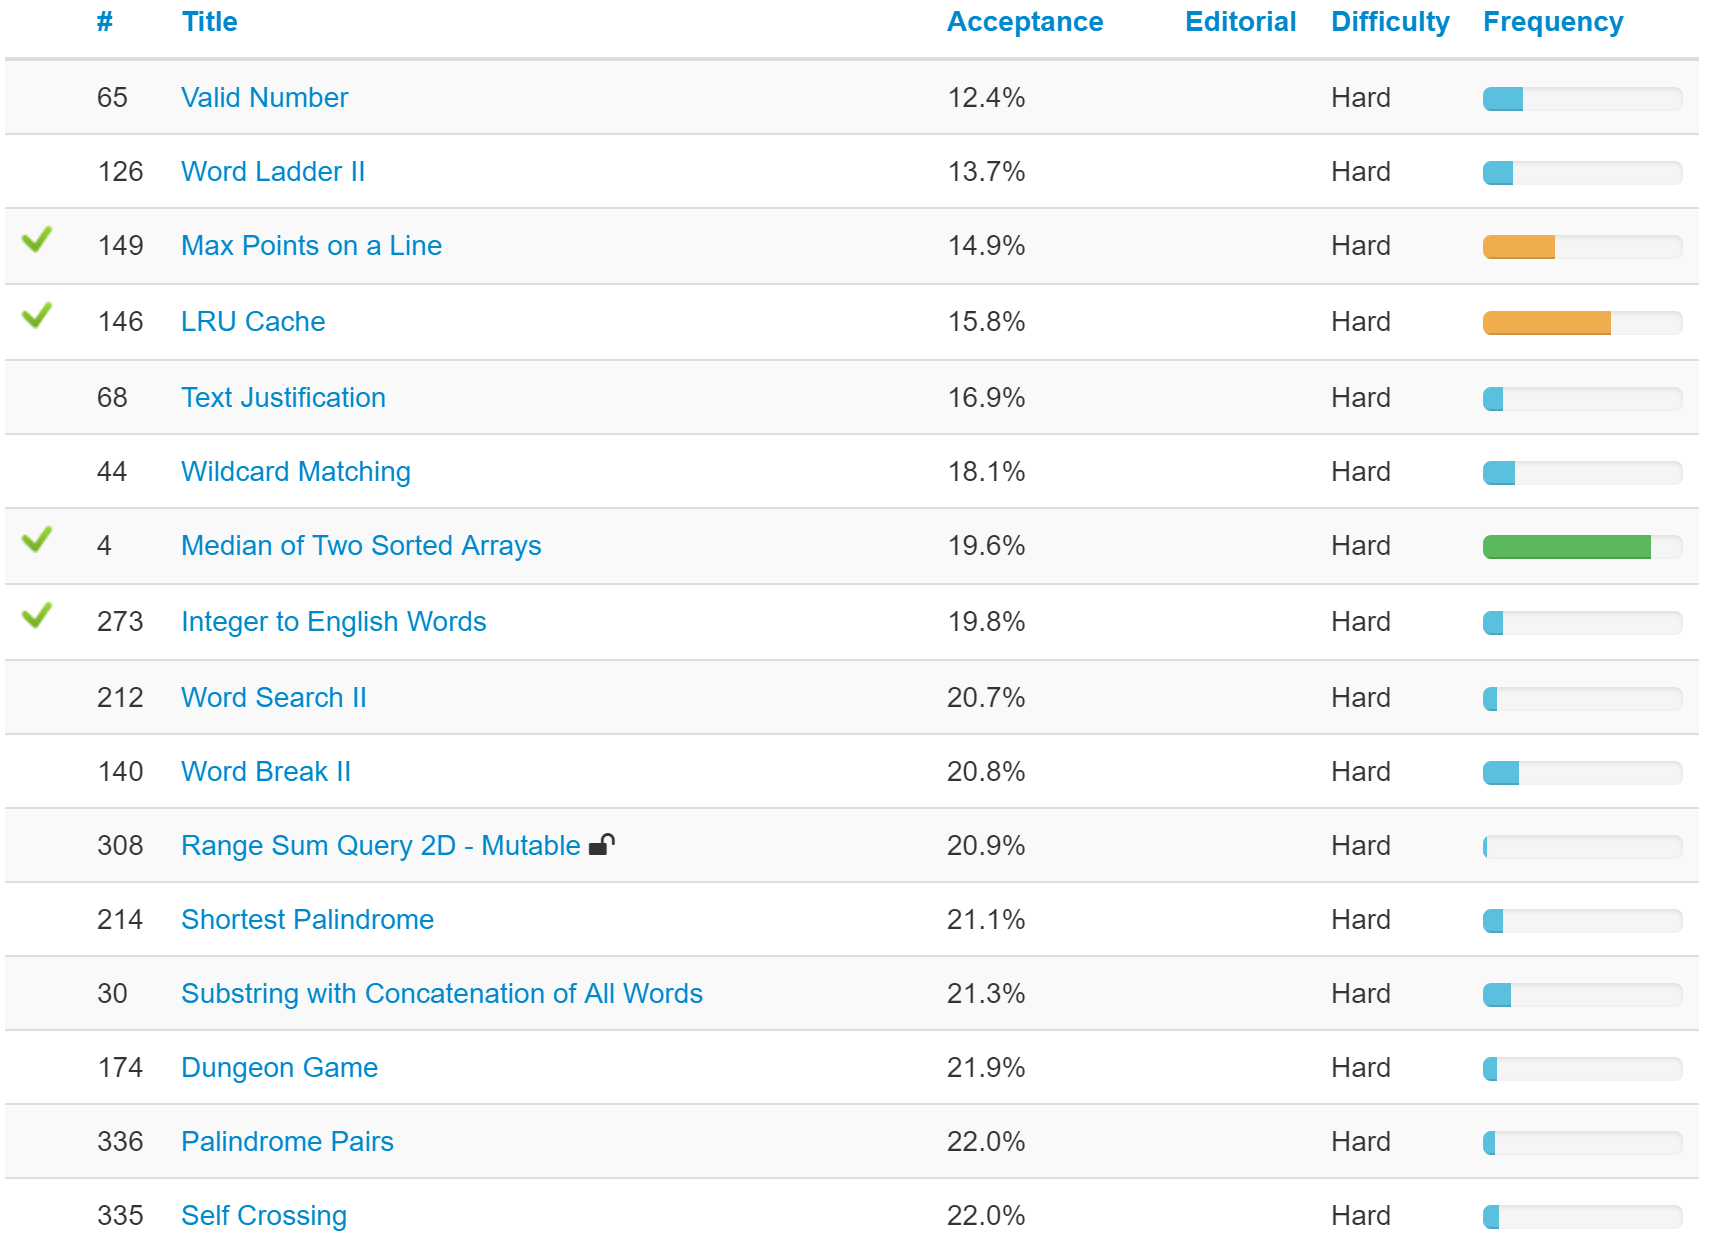 # Title Acceptance Editorial Difficulty Frequency
65 Valid Number 12.4% Hard
126 Word Ladder II 13.7% Hard
149 Max Points on a Line 14.9% Hard
146 LRU Cache 15.8% Hard
68 Text Justification 16.9% Hard
44 Wildcard Matching 18.1% Hard
4 Median of Two Sorted Arrays 19.6% Hard
273 Integer to English Words 19.8% Hard
212 Word Search II 20.7% Hard
140 Word Break II 20.8% Hard
308 Range Sum Query 2D - Mutable 20.9% Hard
214 Shortest Palindrome 21.1% Hard
30 Substring with Concatenation of All Words 21.3% Hard
174 Dungeon Game 21.9% Hard
336 Palindrome Pairs 22.0% Hard
335 Self Crossing 22.0% Hard